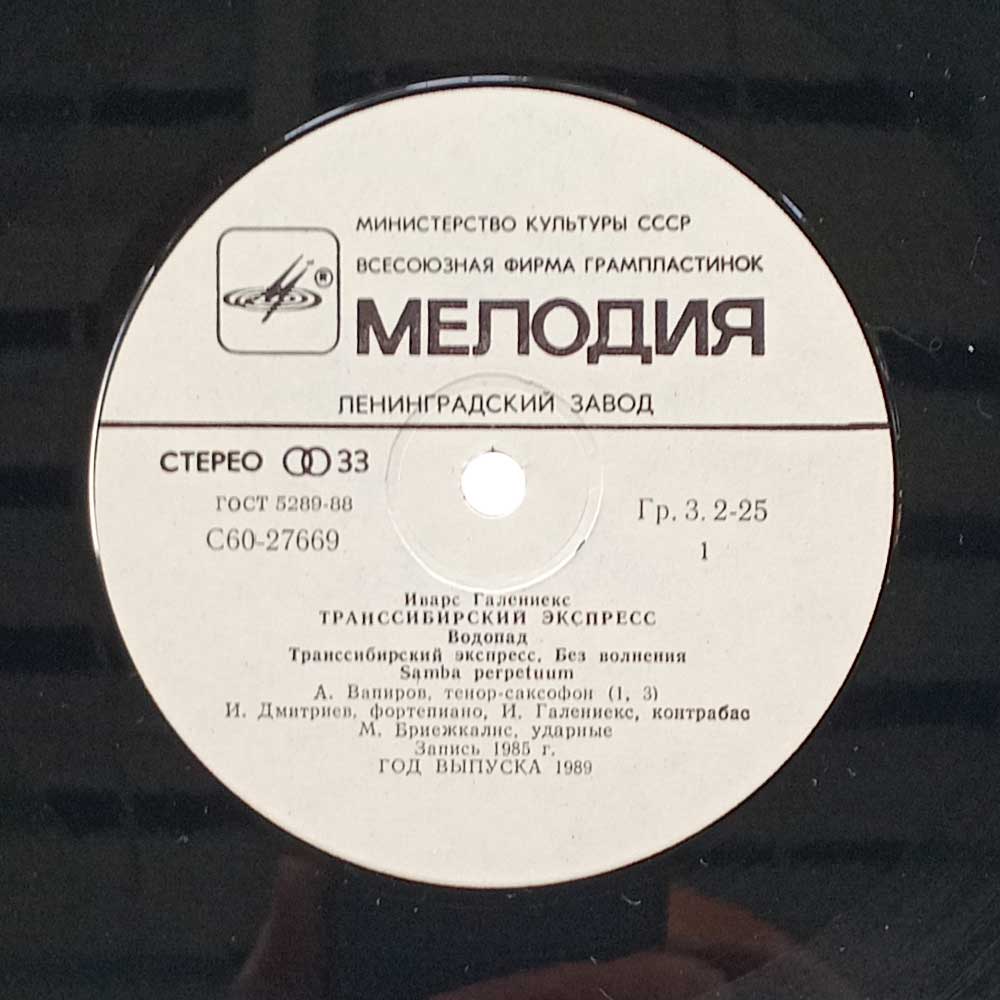 МИНИСТЕРСТВО КУЛЬТУРЫ СССР
ВСЕСОЮЗНАЯ ФИРМА ГРАМПЛАСТИНОК
®
МЕЛОДИЯ
ЛЕНИНГРАДСКИЙ ЗАВОД
СТЕРЕО 33
ГОСТ 5289-88
С60-27669
Гр. 3. 2-25
1
Иварс Галениекс
ТРАНССИБИРСКИЙ ЭКСПРЕСС
Водопад
Транссибирский экспресс. Без волнения
Samba perpetuum
А. Вапиров, тенор-саксофон (1, 3)
И. Дмитриев, фортепиано, И. Галениекс, контрабас
М. Бриежкалис, ударные
Запись 1985 г.
ГОД ВЫПУСКА 1989